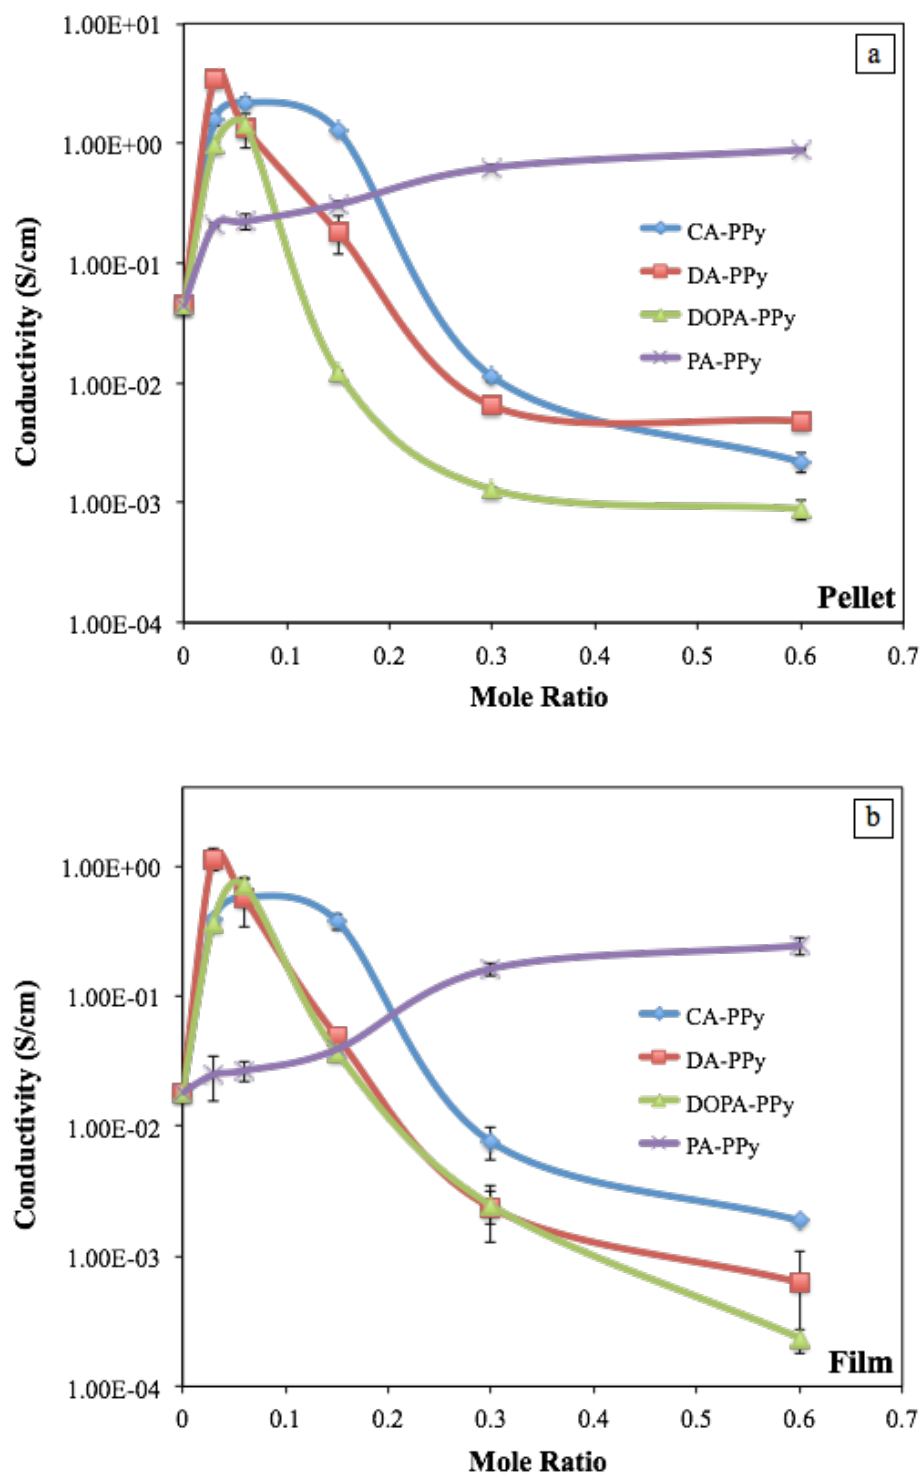 a
1.00E+01
1.00E+00
1.00E-01
1.00E-02
1.00E-03
1.00E-04
Conductivity (S/cm)
CA-PPy
DA-PPy
DOPA-PPy
PA-PPy
Pellet
0 0.1 0.2 0.3 0.4 0.5 0.6 0.7
Mole Ratio
b
1.00E+00
1.00E-01
1.00E-02
1.00E-03
1.00E-04
Conductivity (S/cm)
CA-PPy
DA-PPy
DOPA-PPy
PA-PPy
Film
0 0.1 0.2 0.3 0.4 0.5 0.6 0.7
Mole Ratio